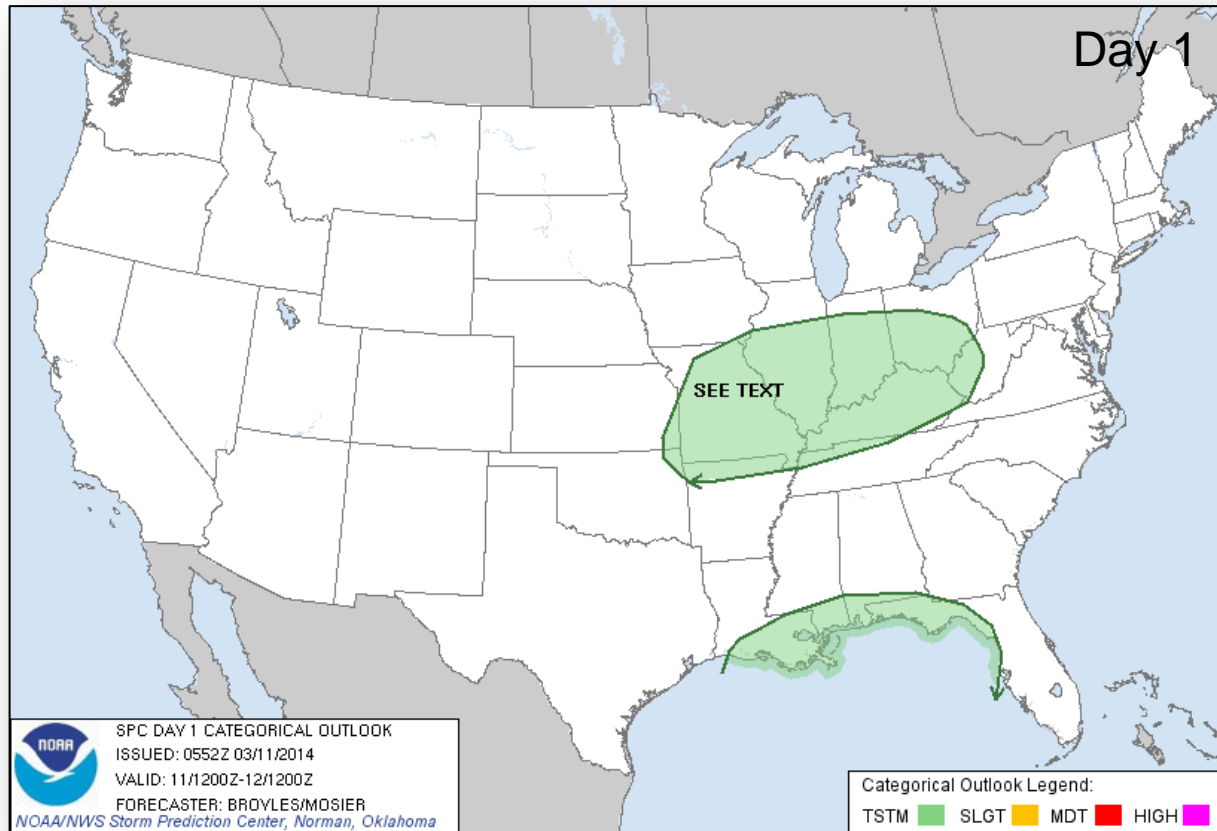 Day 1
SEE TEXT
NOAA
SPC DAY 1 CATEGORICAL OUTLOOK
ISSUED: 0552Z 03/11/2014
VALID: 11/1200Z-12/1200Z
FORECASTER: BROYLES/MOSIER
NOAA/NWS Storm Prediction Center, Norman, Oklahoma
Categorical Outlook Legend:
TSTM SLGT MDT HIGH